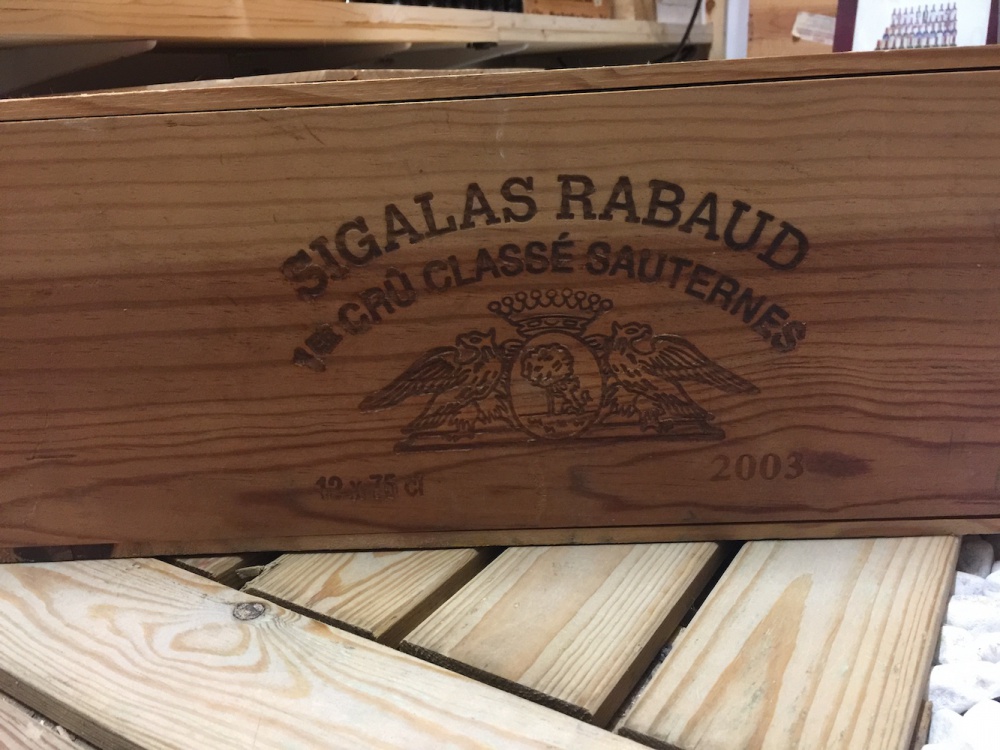 SIGALAS RABAUD
1er CRÛ CLASSÉ SAUTERNES
12 x 75 cl
2003